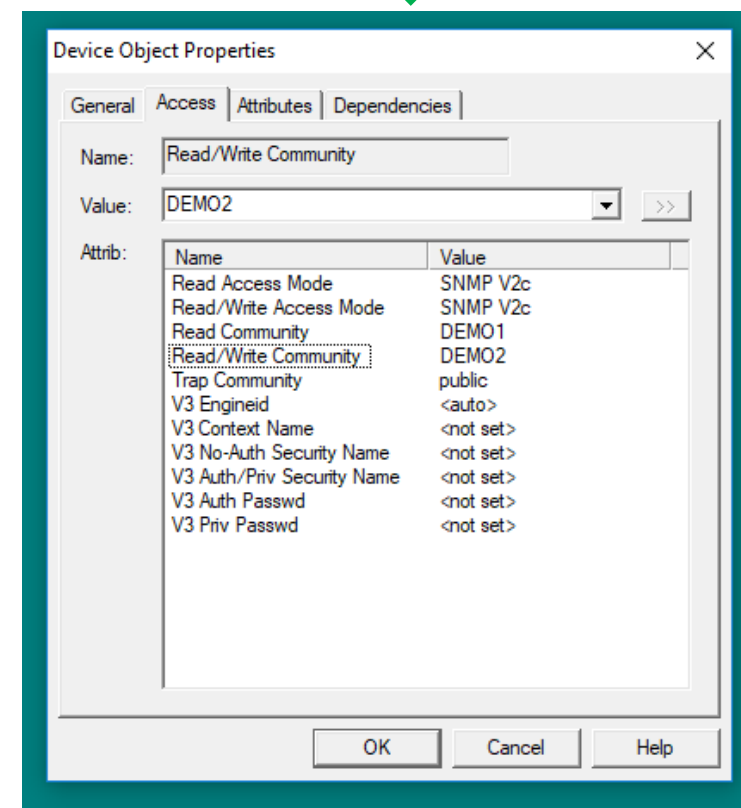 Device Object Properties
General Access Attributes Dependencies
Name: Read/Write Community
Value: DEMO2 >>
Attrib: Name Value
Read Access Mode SNMP V2c
Read/Write Access Mode SNMP V2c
Read Community DEMO1
Read/Write Community DEMO2
Trap Community public
V3 Engineid <auto>
V3 Context Name <not set>
V3 No-Auth Security Name <not set>
V3 Auth/Priv Security Name <not set>
V3 Auth Passwd <not set>
V3 Priv Passwd <not set>
OK Cancel Help